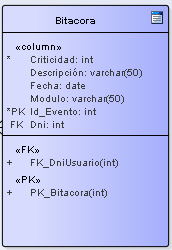 Bitacora
«column»
* Criticidad: int
Descripción: varchar(50)
Fecha: date
Modulo: varchar(50)
*PK Id_Evento: int
FK Dni: int
«FK»
+ FK_DniUsuario(int)
«PK»
+ PK_Bitacora(int)